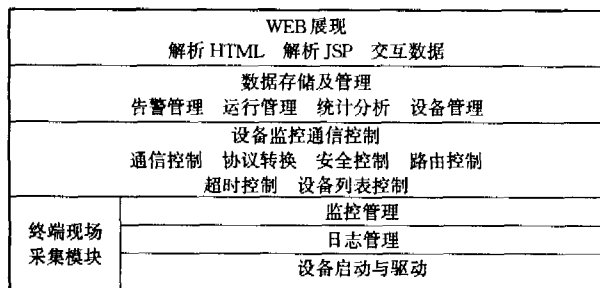 WEB展现
解析HTML 解析JSP 交互数据
数据存储及管理
告警管理 运行管理 统计分析 设备管理
设备监控通信控制
通信控制 协议转换 安全控制 路由控制
超时控制 设备列表控制
终端现场
采集模块
监控管理
日志管理
设备启动与驱动